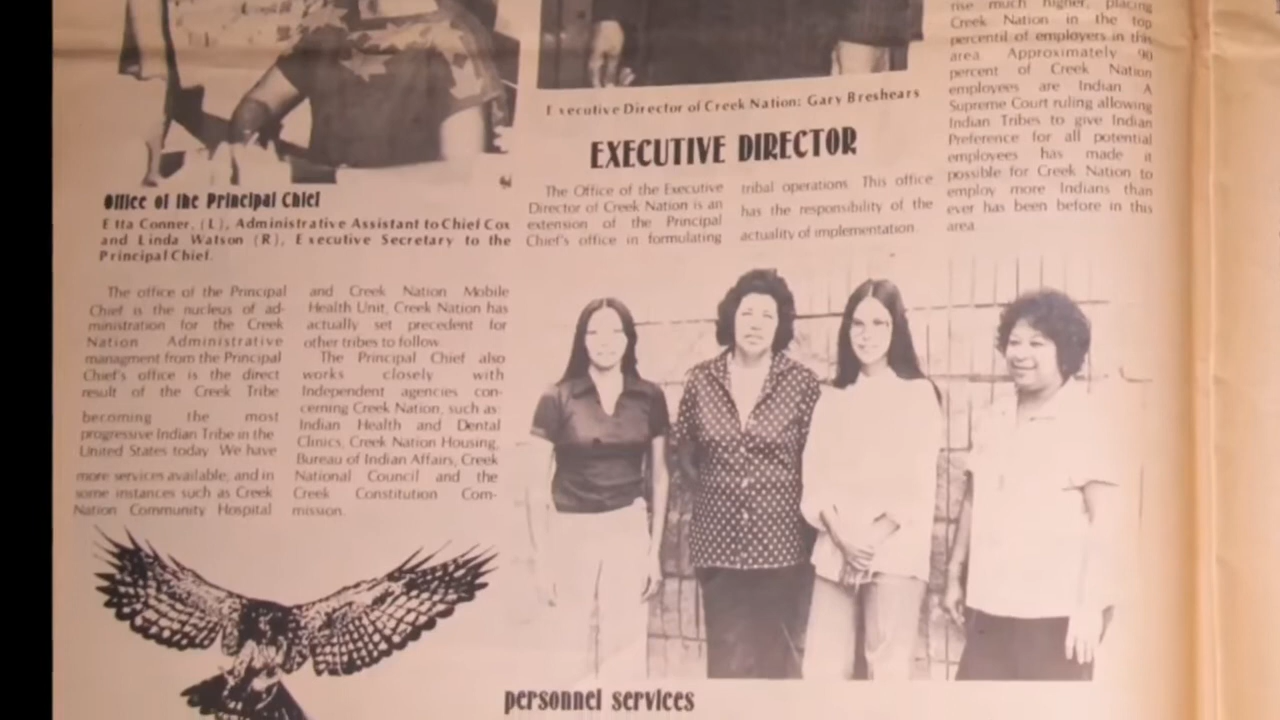 Office of the Principal Chief
Etta Conner, (L), Administrative Assistant to Chief Cox
and Linda Watson (R), Executive Secretary to the
Principal Chief.
The office of the Principal
Chief is the nucleus of ad-
ministration for the Creek
Nation Administrative
managment from the Principal
Chief's office is the direct
result of the Creek Tribe
becoming the most
progressive Indian Tribe in the
United States today. We have
more services available, and in
some instances such as Creek
Nation Community Hospital
and Creek Nation Mobile
Health Unit, Creek Nation has
actually set precedent for
other tribes to follow.
The Principal Chief also
works closely with
Independent agencies con-
cerning Creek Nation, such as:
Indian Health and Dental
Clinics, Creek Nation Housing,
Bureau of Indian Affairs, Creek
National Council and the
Creek Constitution Com-
mission.
Executive Director of Creek Nation: Gary Breshears
EXECUTIVE DIRECTOR
The Office of the Executive
Director of Creek Nation is an
extension of the Principal
Chief's office in formulating
tribal operations. This office
has the responsibility of the
actuality of implementation.
rise much higher, placing
Creek Nation in the top
percentil of employers in this
area. Approximately 90
percent of Creek Nation
employees are Indian. A
Supreme Court ruling allowing
Indian Tribes to give Indian
Preference for all potential
employees has made it
possible for Creek Nation to
employ more Indians than
ever has been before in this
area.
personnel services